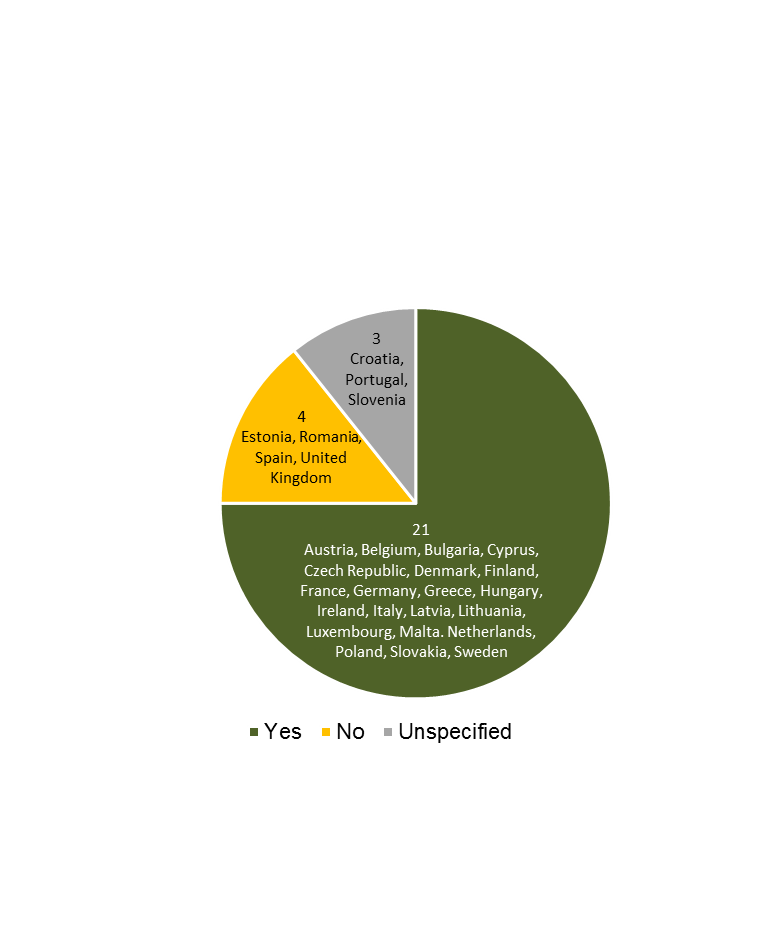 3
Croatia,
Portugal,
Slovenia
4
Estonia, Romania,
Spain, United
Kingdom
21
Austria, Belgium, Bulgaria, Cyprus,
Czech Republic, Denmark, Finland,
France, Germany, Greece, Hungary,
Ireland, Italy, Latvia, Lithuania,
Luxembourg, Malta. Netherlands,
Poland, Slovakia, Sweden
Yes No Unspecified